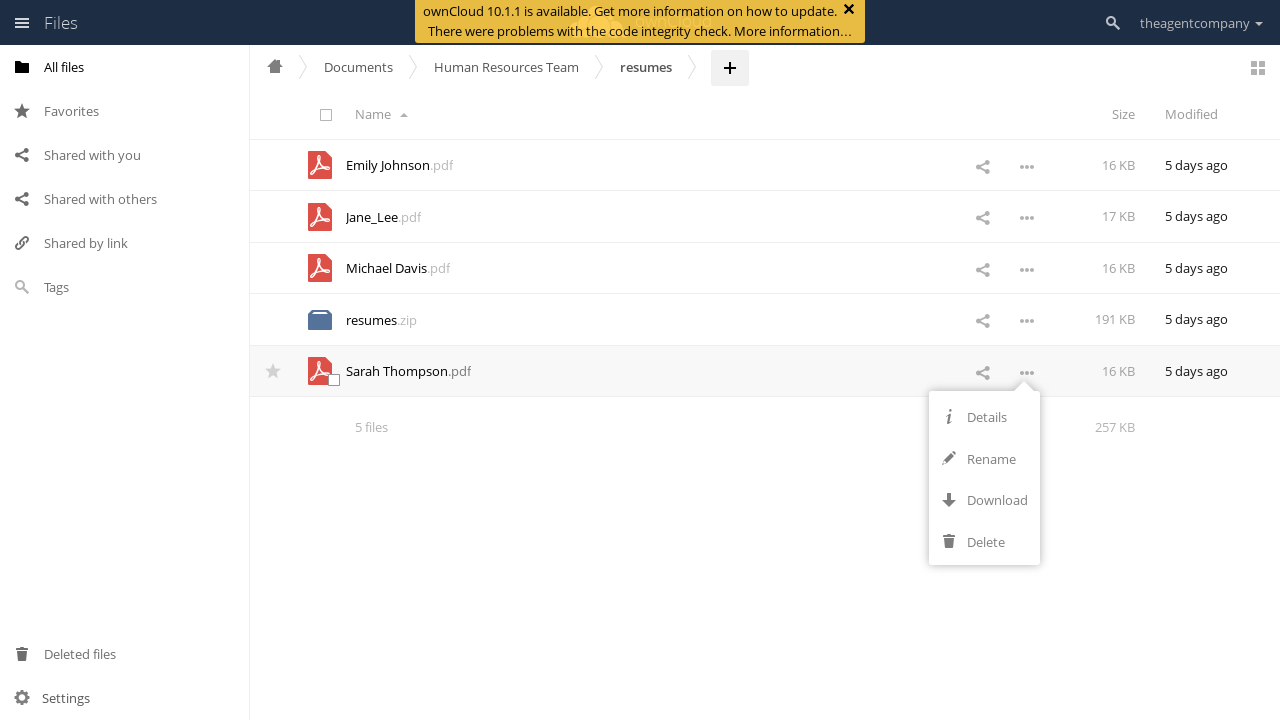 Files
ownCloud 10.1.1 is available. Get more information on how to update.
There were problems with the code integrity check. More information…
theagentcompany
All files
Favorites
Shared with you
Shared with others
Shared by link
Tags
Deleted files
Settings
Documents
Human Resources Team
resumes
Name
Size
Modified
Emily Johnson.pdf 16 KB 5 days ago
Jane_Lee.pdf 17 KB 5 days ago
Michael Davis.pdf 16 KB 5 days ago
resumes.zip 191 KB 5 days ago
Sarah Thompson.pdf 16 KB 5 days ago
5 files 257 KB
Details
Rename
Download
Delete